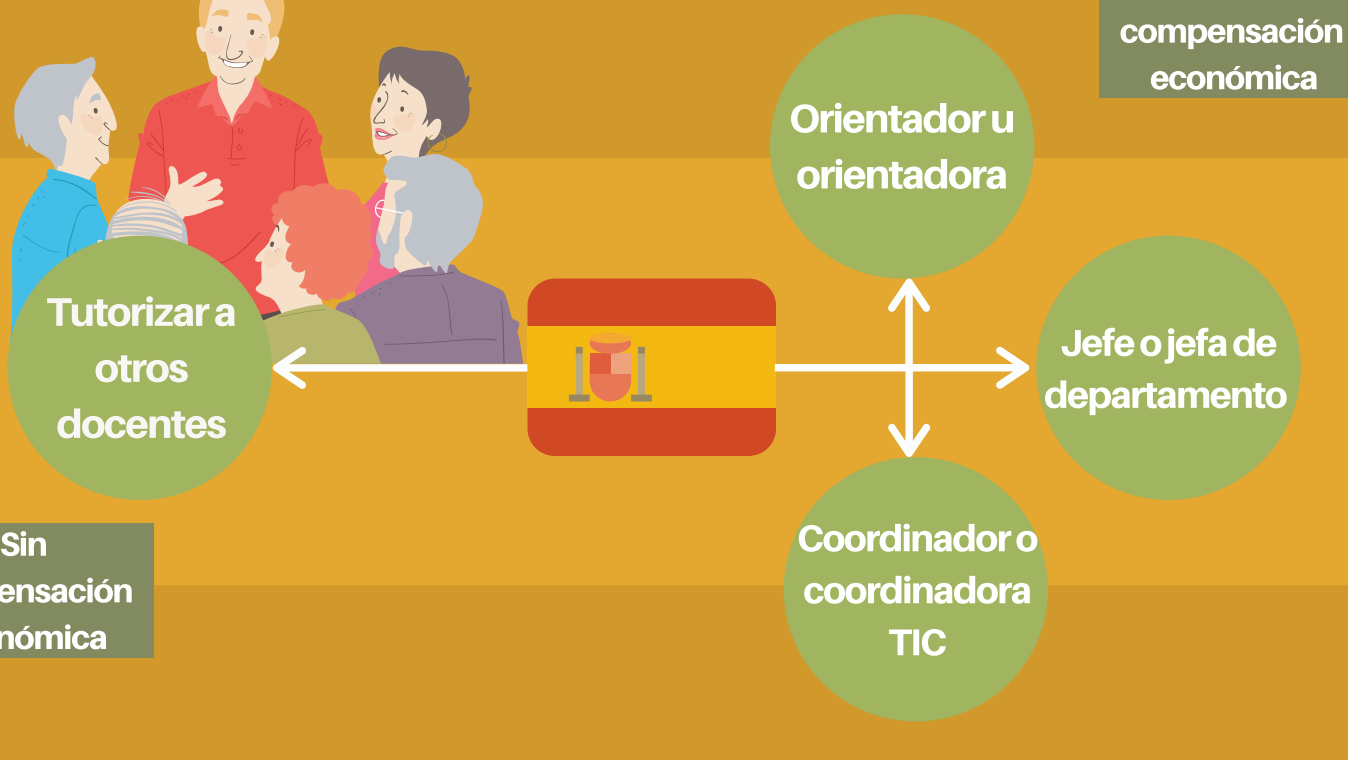 compensación
económica
Orientador u
orientadora
Tutorizar a
otros
docentes
Jefe o jefa de
departamento
Coordinador o
coordinadora
TIC
Sin
ensación
nómica